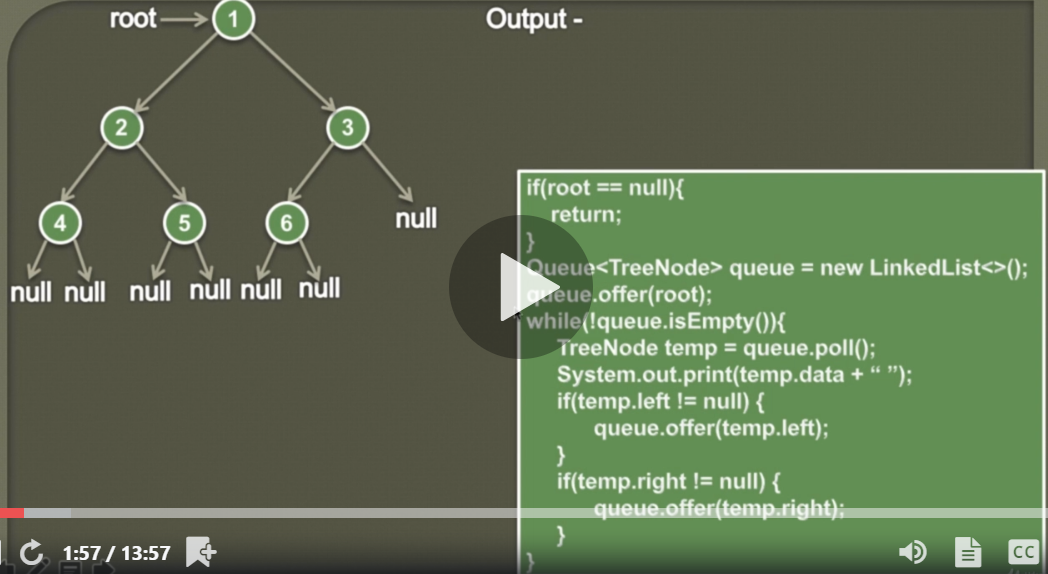 root
1
Output -
2
3
4
5
6
null
null null null null null null
if(root == null){
return;
}
Queue<TreeNode> queue = new LinkedList<>();
queue.offer(root);
while(!queue.isEmpty()){
TreeNode temp = queue.poll();
System.out.print(temp.data + “ ”);
if(temp.left != null) {
queue.offer(temp.left);
}
if(temp.right != null) {
queue.offer(temp.right);
}
}
1:57 / 13:57
CC